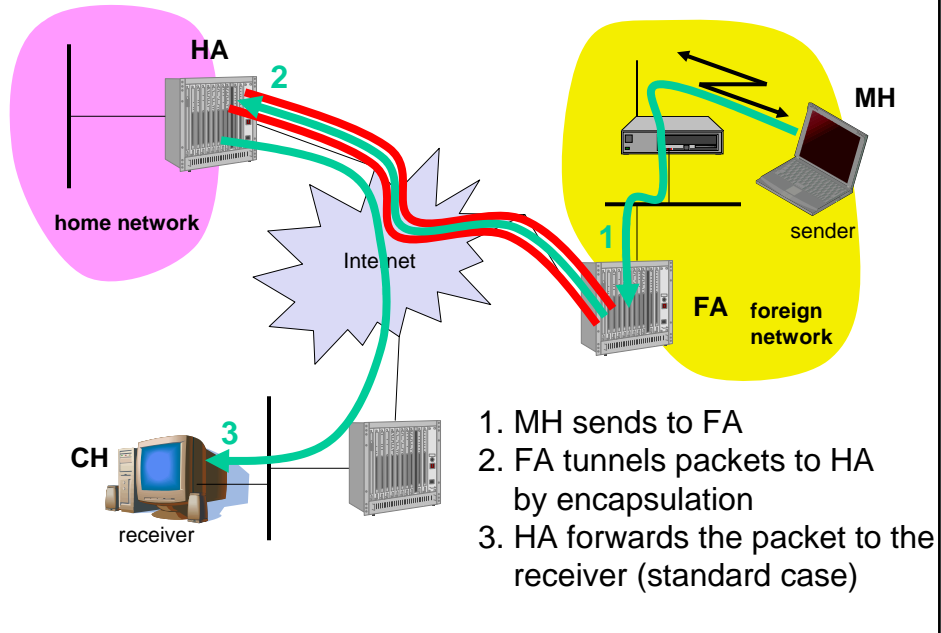 HA
2
MH
home network
sender
1
Internet
FA
foreign
network
3
CH
receiver
1. MH sends to FA
2. FA tunnels packets to HA
by encapsulation
3. HA forwards the packet to the
receiver (standard case)